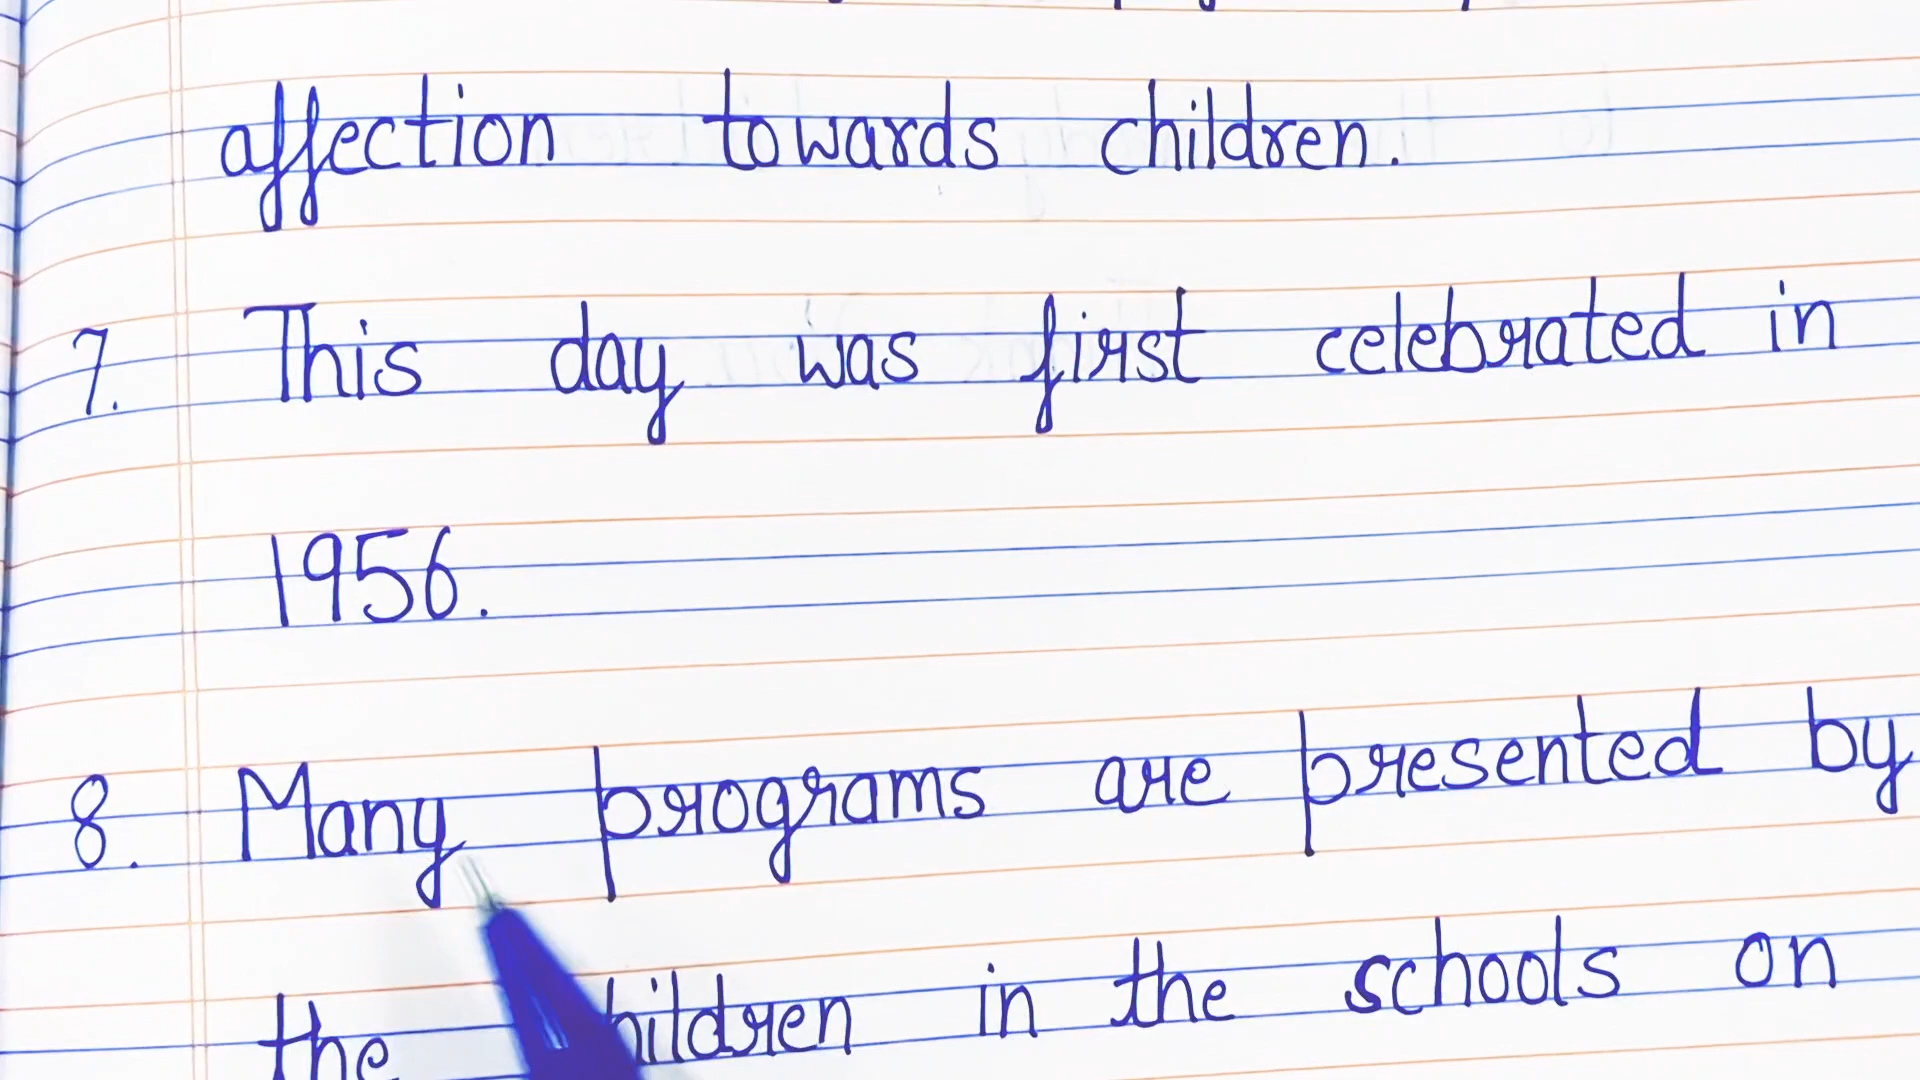 affection towards children.
7. This day was first celebrated in
1956.
8. Many programs are presented by
the hildren in the schools on